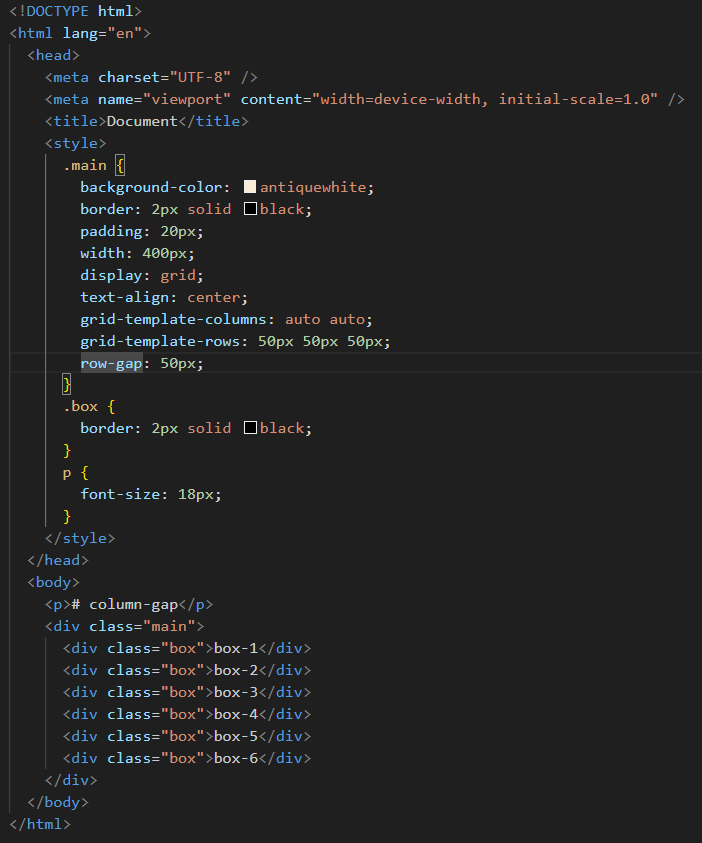 <!DOCTYPE html>
<html lang="en">
<head>
<meta charset="UTF-8" />
<meta name="viewport" content="width=device-width, initial-scale=1.0" />
<title>Document</title>
<style>
.main {
background-color: antiquewhite;
border: 2px solid black;
padding: 20px;
width: 400px;
display: grid;
text-align: center;
grid-template-columns: auto auto;
grid-template-rows: 50px 50px 50px;
row-gap: 50px;
}
.box {
border: 2px solid black;
}
p {
font-size: 18px;
}
</style>
</head>
<body>
<p># column-gap</p>
<div class="main">
<div class="box">box-1</div>
<div class="box">box-2</div>
<div class="box">box-3</div>
<div class="box">box-4</div>
<div class="box">box-5</div>
<div class="box">box-6</div>
</div>
</body>
</html>